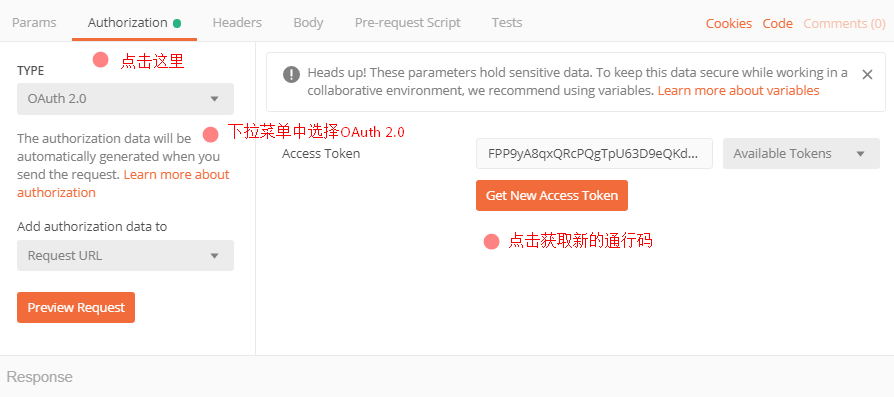 Params Authorization Headers Body Pre-request Script Tests Cookies Code Comments (0)
点击这里
TYPE
OAuth 2.0
下拉菜单中选择OAuth 2.0
The authorization data will be
automatically generated when you
send the request. Learn more about
authorization
Add authorization data to
Request URL
Preview Request
Heads up! These parameters hold sensitive data. To keep this data secure while working in a
collaborative environment, we recommend using variables. Learn more about variables
Access Token FPP9yA8qxQRcPQgTpU63D9eQKd... Available Tokens
Get New Access Token
点击获取新的通行码
Response